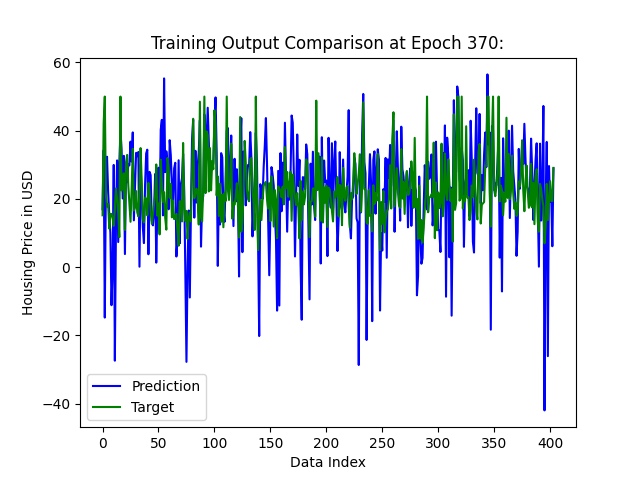 Training Output Comparison at Epoch 370:
60
40
20
0
−20
−40
Housing Price in USD
Prediction
Target
0 50 100 150 200 250 300 350 400
Data Index